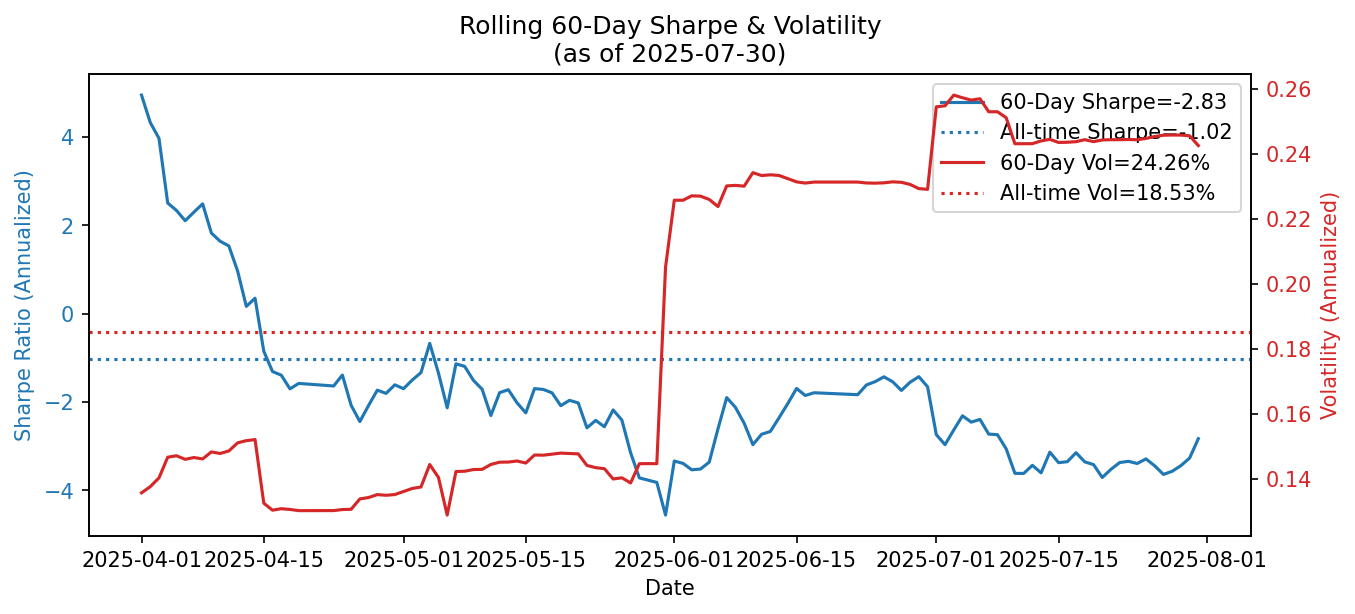 Rolling 60-Day Sharpe & Volatility
(as of 2025-07-30)
60-Day Sharpe=-2.83
All-time Sharpe=-1.02
60-Day Vol=24.26%
All-time Vol=18.53%
Sharpe Ratio (Annualized)
4
2
0
−2
−4
Volatility (Annualized)
0.26
0.24
0.22
0.20
0.18
0.16
0.14
2025-04-01
2025-04-15
2025-05-01
2025-05-15
2025-06-01
2025-06-15
2025-07-01
2025-07-15
2025-08-01
Date